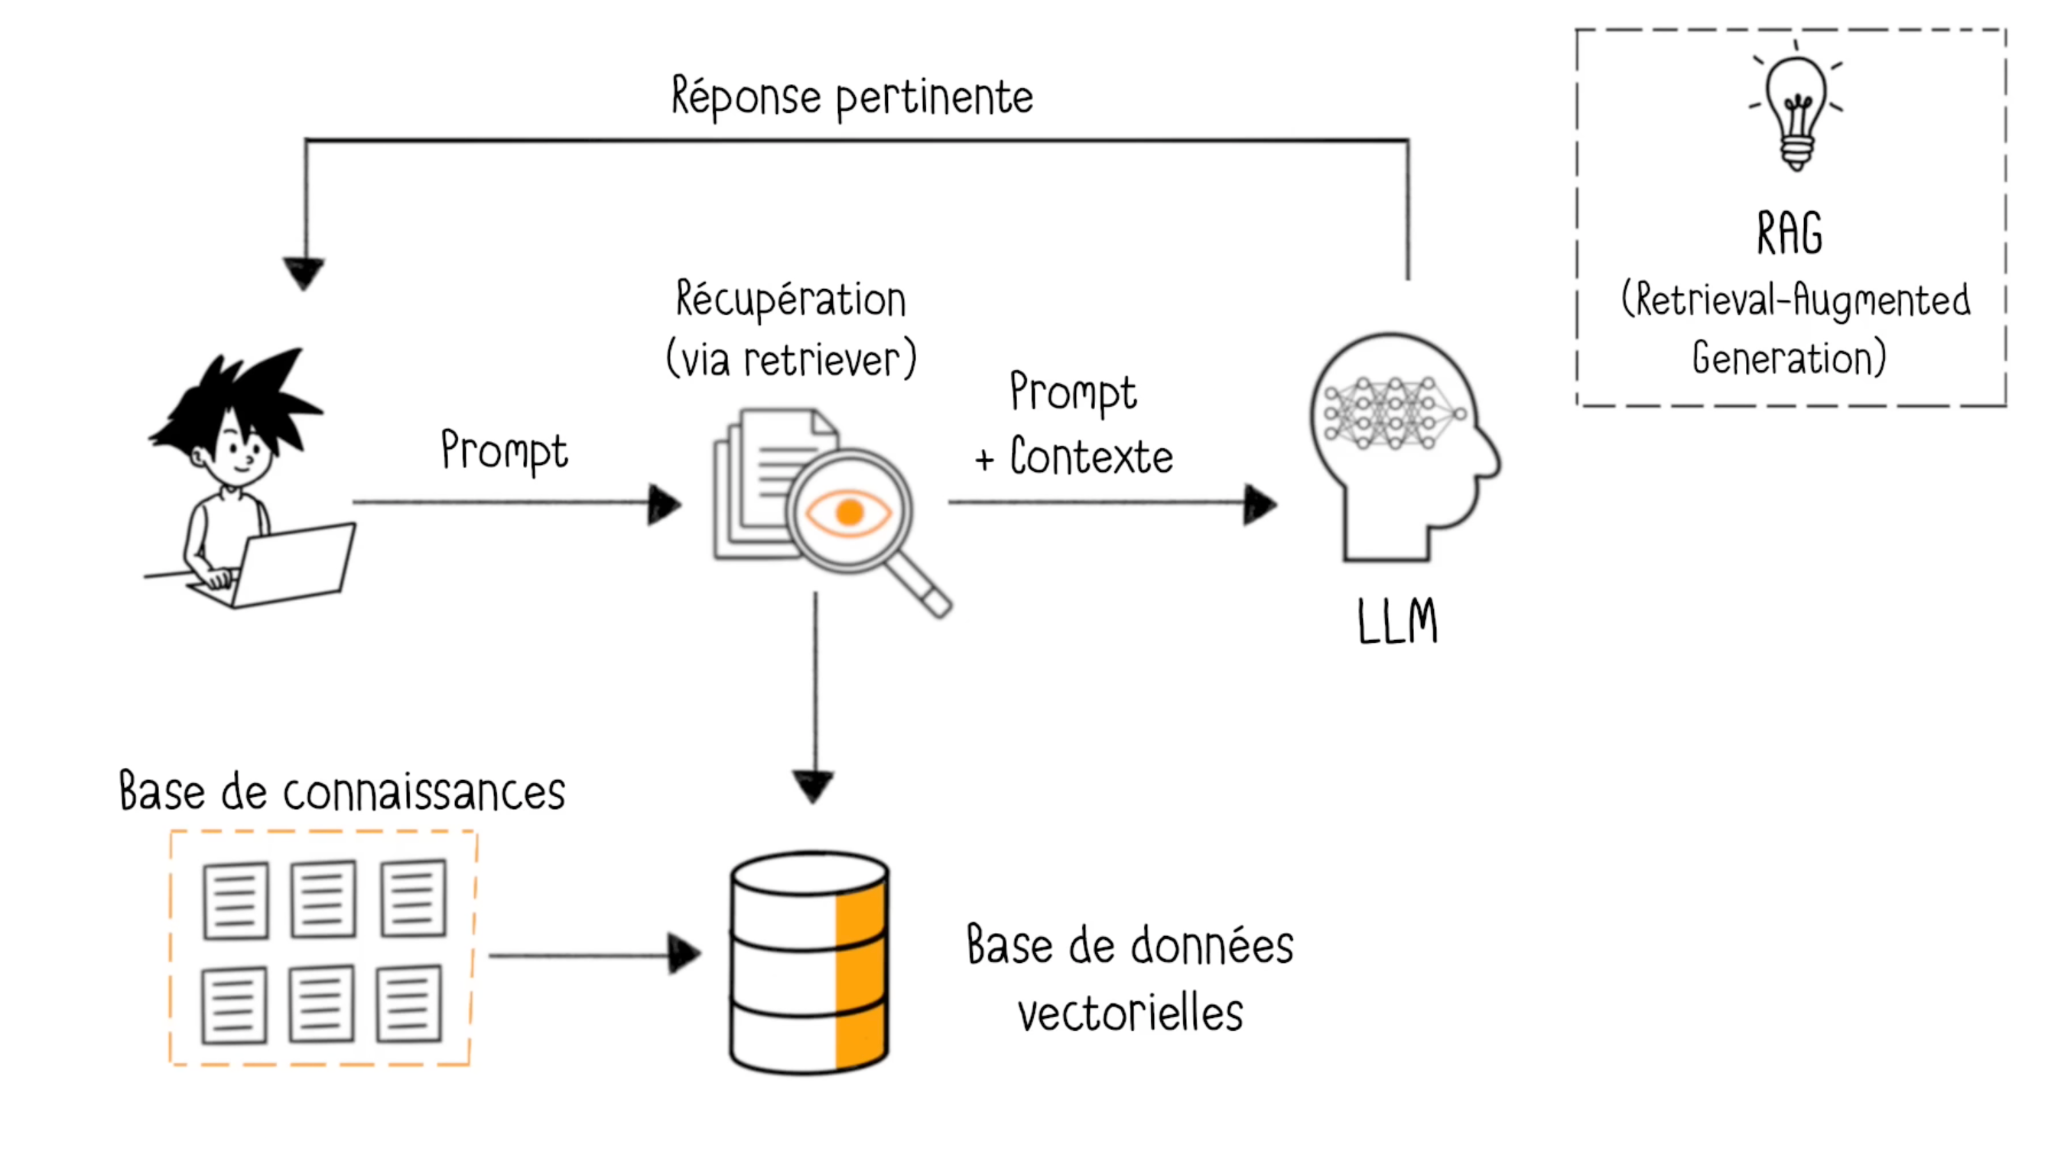 Réponse pertinente
RAG
(Retrieval-Augmented
Generation)
Récupération
(via retriever)
Prompt
Prompt
+ Contexte
LLM
Base de connaissances
Base de données
vectorielles